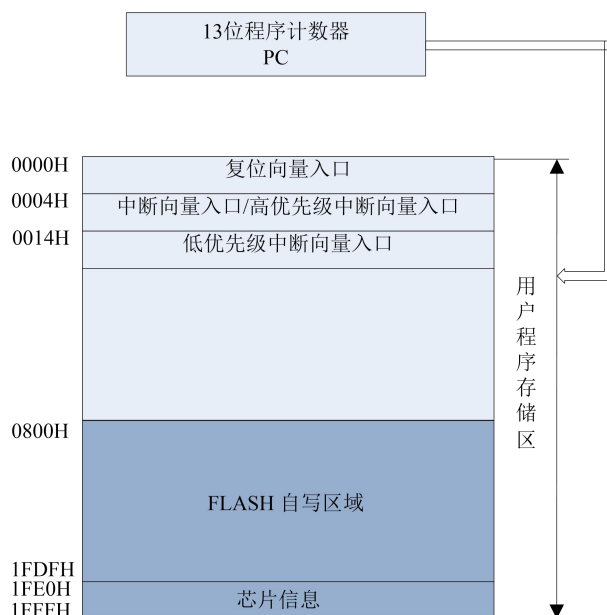 13位程序计数器
PC
0000H
复位向量入口
0004H
中断向量入口/高优先级中断向量入口
0014H
低优先级中断向量入口
用户程序存储区
0800H
FLASH 自写区域
1FDFH
1FE0H
芯片信息
1FFFH